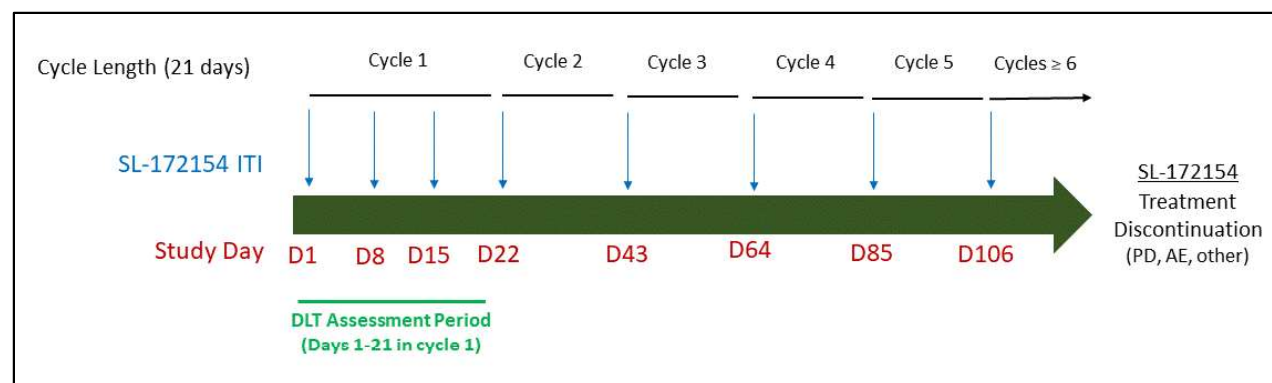 Cycle Length (21 days)
Cycle 1
Cycle 2
Cycle 3
Cycle 4
Cycle 5
Cycles ≥ 6
SL-172154 ITI
SL-172154
Treatment
Discontinuation
(PD, AE, other)
Study Day
D1
D8
D15
D22
D43
D64
D85
D106
DLT Assessment Period
(Days 1-21 in cycle 1)